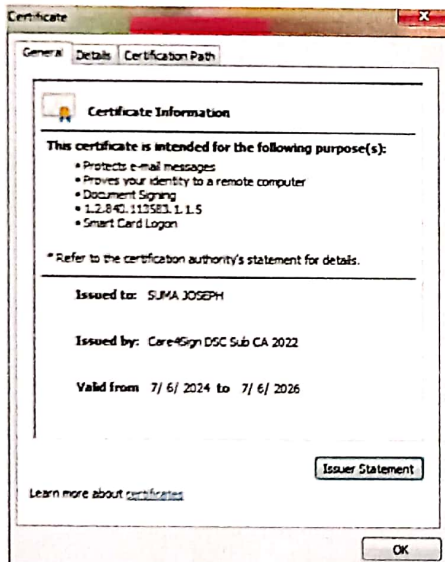 Certificate
General Details Certification Path
Certificate Information
This certificate is intended for the following purpose(s):
• Protects e-mail messages
• Proves your identity to a remote computer
• Document Signing
• 1.2.840.113583.1.1.5
• Smart Card Logon
* Refer to the certification authority's statement for details.
Issued to: SUMA JOSEPH
Issued by: Care4Sign DSC Sub CA 2022
Valid from 7/ 6/ 2024 to 7/ 6/ 2026
Issuer Statement
Learn more about certificates
OK